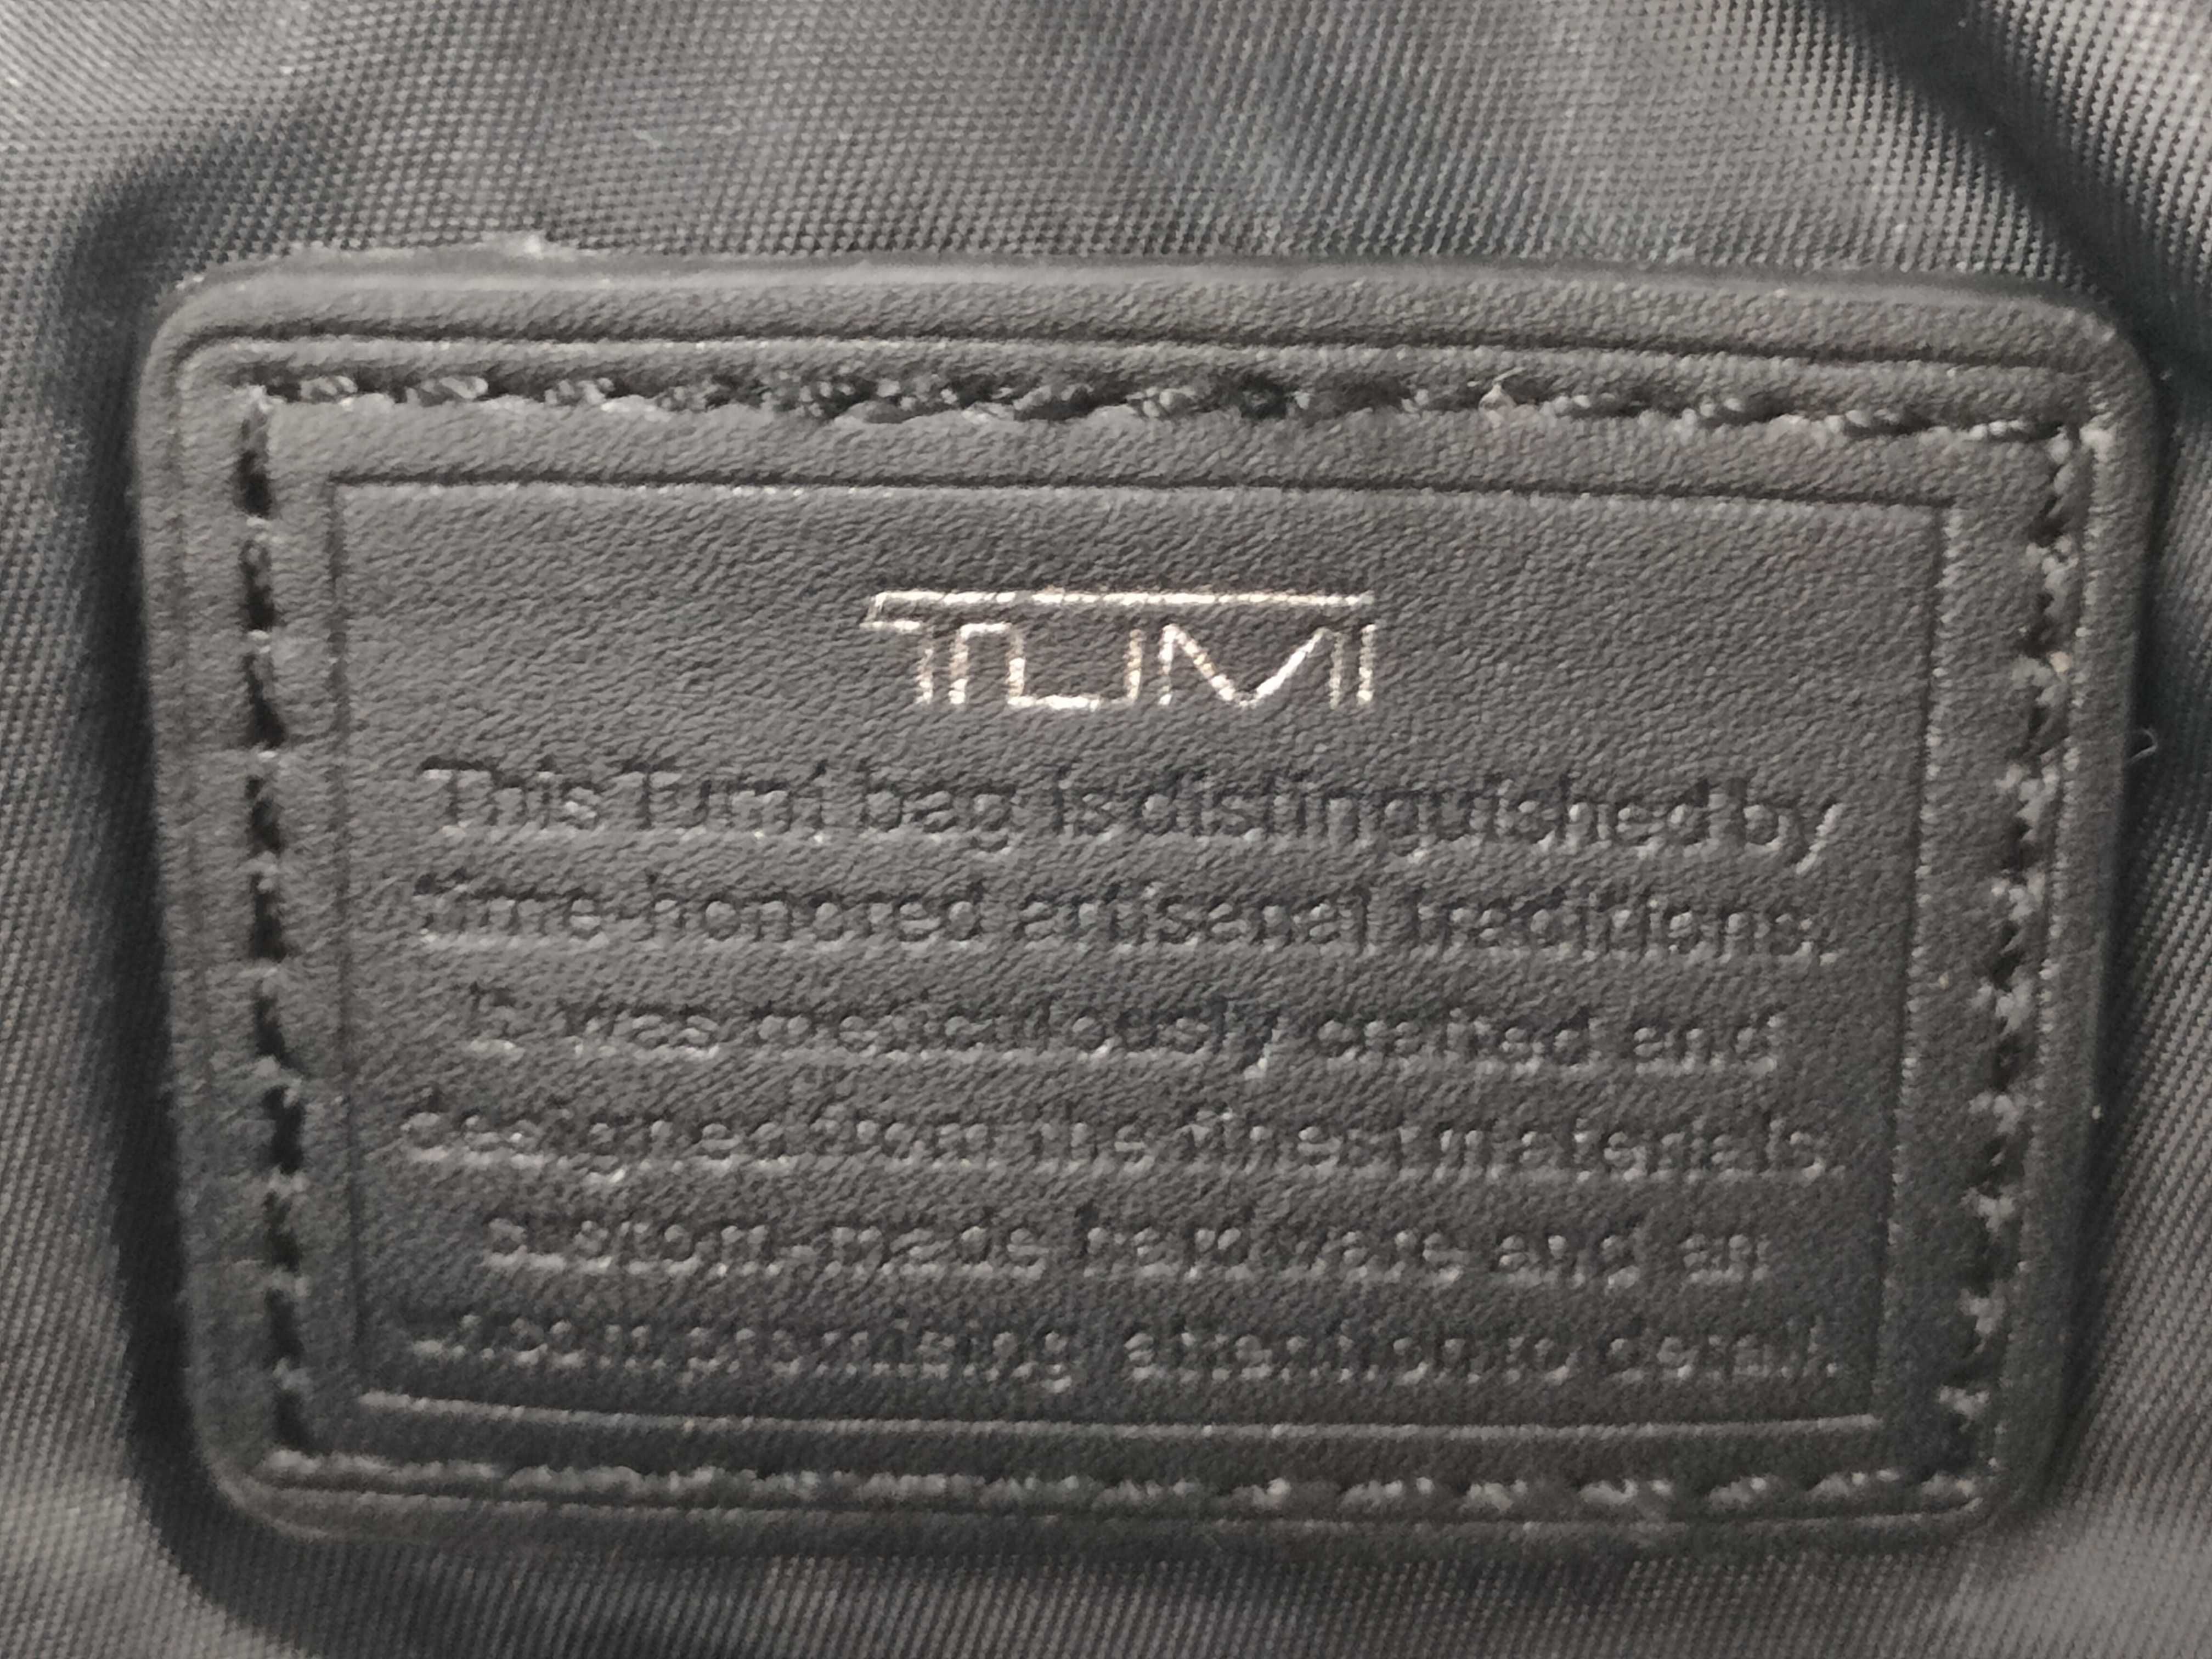 TUMI
This Tumi bag is distinguished by
time-honored artisanal traditions.
It was meticulously crafted and
designed from the finest materials,
custom-made hardware and an
uncompromising attention to detail.